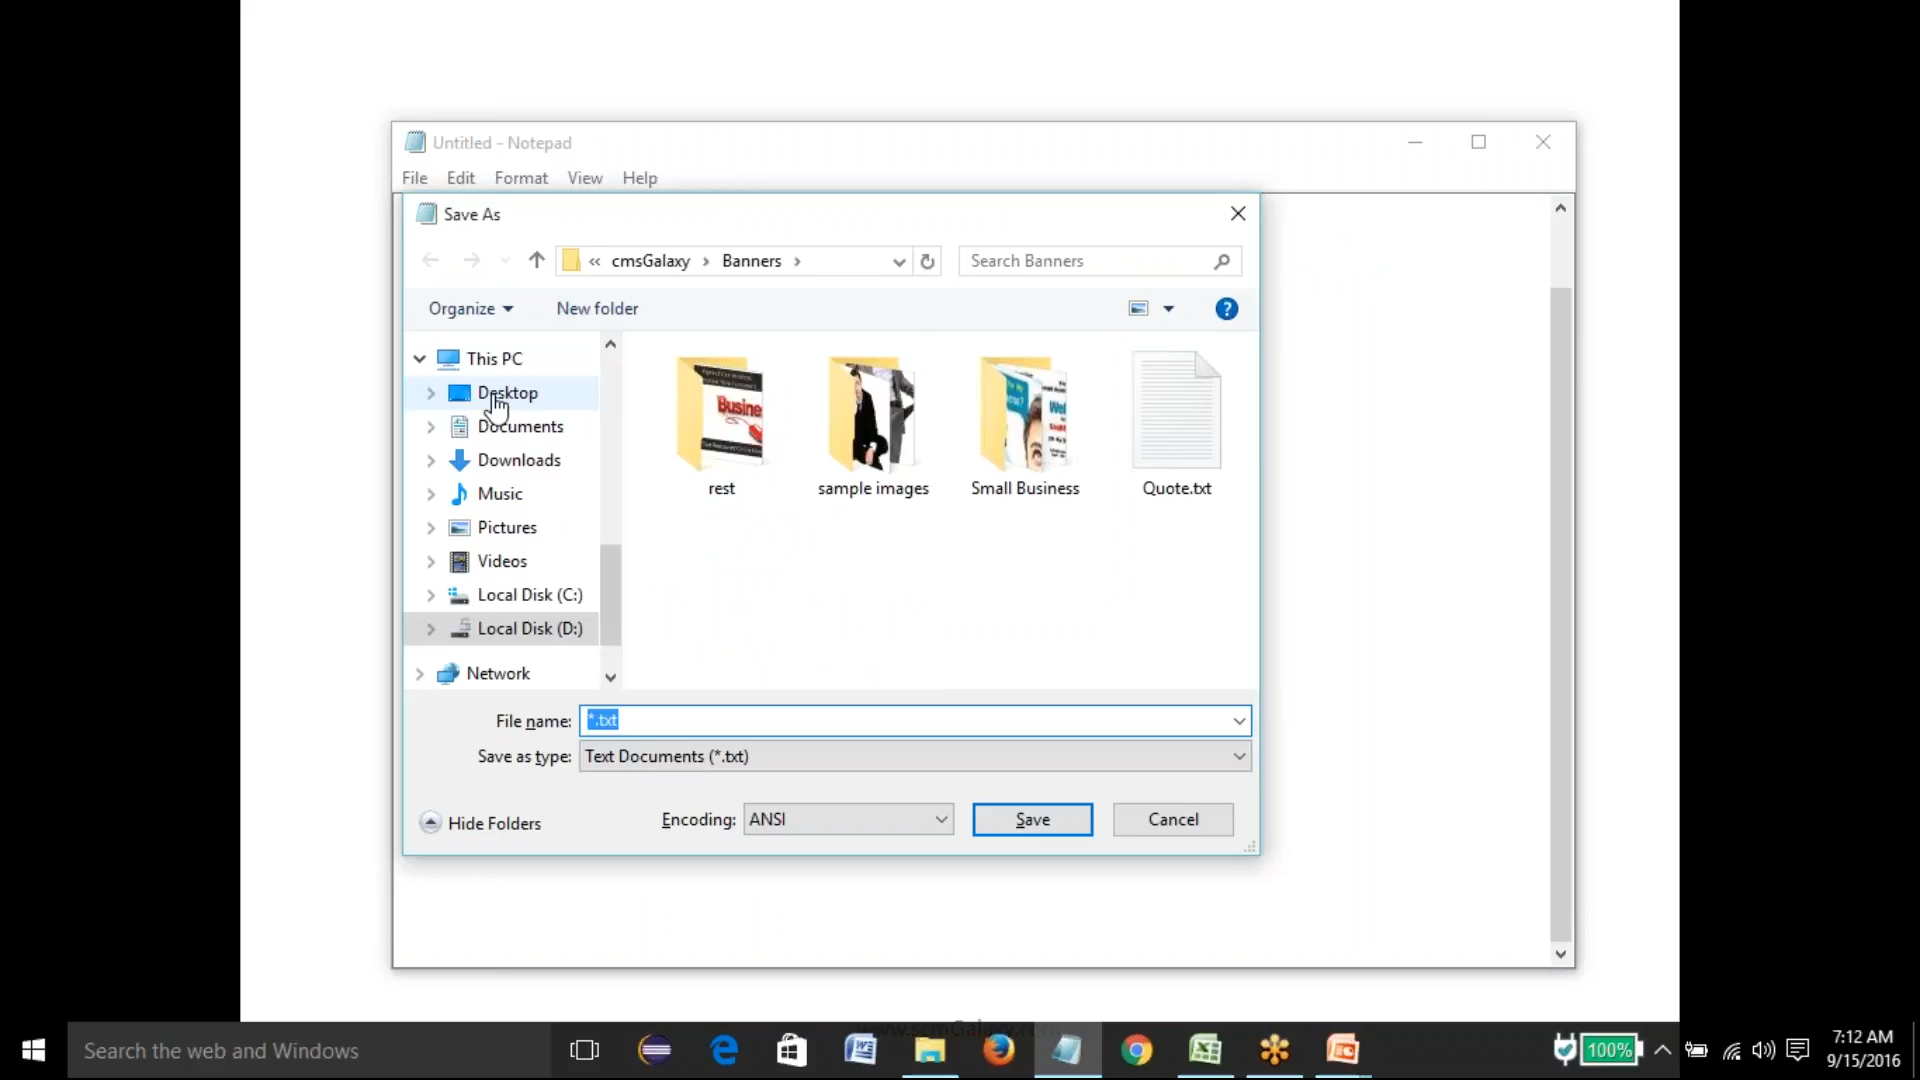 Untitled - Notepad
File Edit Format View Help
Save As
« cmsGalaxy › Banners ›
Search Banners
Organize
New folder
This PC
Desktop
Documents
Downloads
Music
Pictures
Videos
Local Disk (C:)
Local Disk (D:)
Network
rest
sample images
Small Business
Quote.txt
File name: *.txt
Save as type: Text Documents (*.txt)
Hide Folders
Encoding: ANSI
Save
Cancel
Search the web and Windows
100%
7:12 AM
9/15/2016